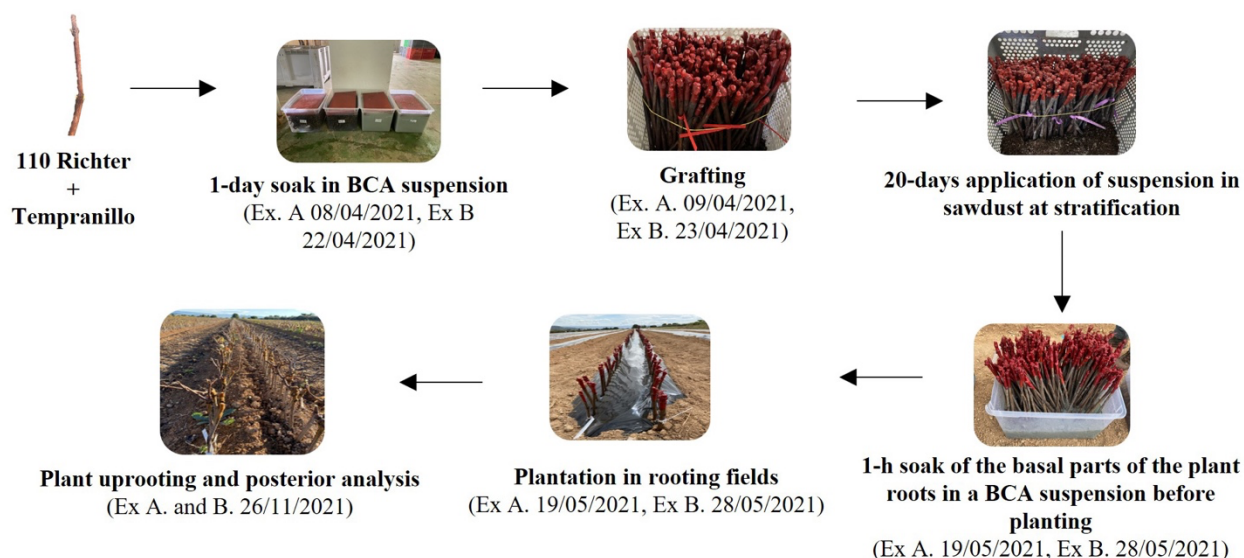 110 Richter
+
Tempranillo
1-day soak in BCA suspension
(Ex. A 08/04/2021, Ex B
22/04/2021)
Grafting
(Ex. A. 09/04/2021,
Ex B. 23/04/2021)
20-days application of suspension in
sawdust at stratification
1-h soak of the basal parts of the plant
roots in a BCA suspension before
planting
(Ex A. 19/05/2021, Ex B. 28/05/2021)
Plantation in rooting fields
(Ex A. 19/05/2021, Ex B. 28/05/2021)
Plant uprooting and posterior analysis
(Ex A. and B. 26/11/2021)